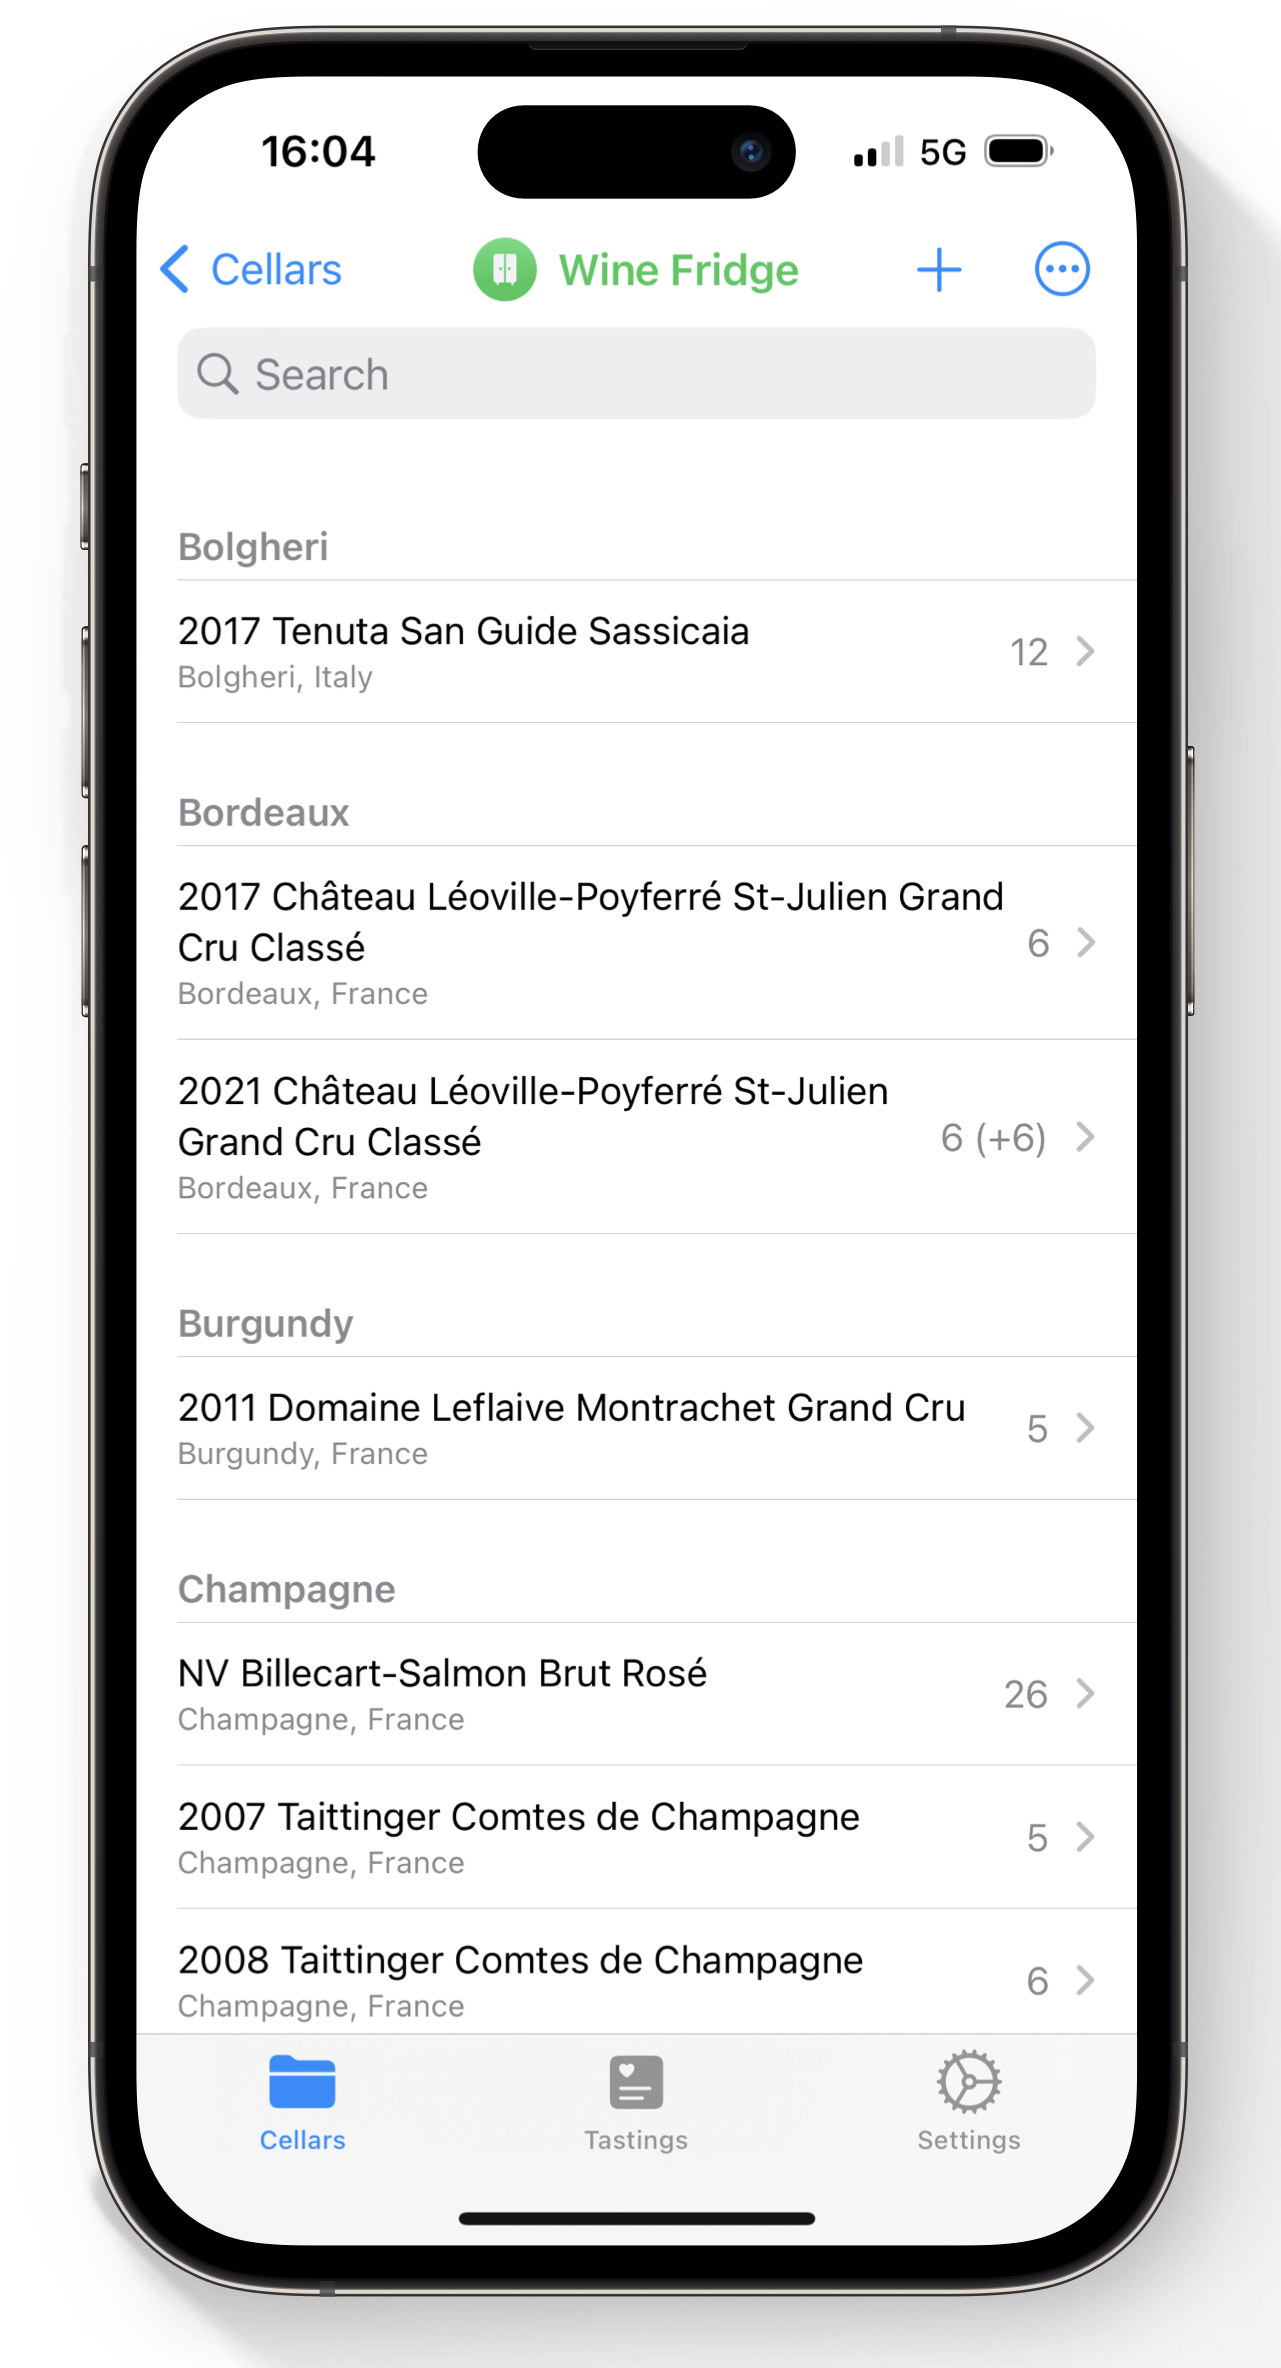 16:04 5G
Cellars Wine Fridge
Search
Bolgheri
2017 Tenuta San Guide Sassicaia
Bolgheri, Italy
12
Bordeaux
2017 Château Léoville-Poyferré St-Julien Grand
Cru Classé
Bordeaux, France
6
2021 Château Léoville-Poyferré St-Julien
Grand Cru Classé
Bordeaux, France
6 (+6)
Burgundy
2011 Domaine Leflaive Montrachet Grand Cru
Burgundy, France
5
Champagne
NV Billecart-Salmon Brut Rosé
Champagne, France
26
2007 Taittinger Comtes de Champagne
Champagne, France
5
2008 Taittinger Comtes de Champagne
Champagne, France
6
Cellars Tastings Settings